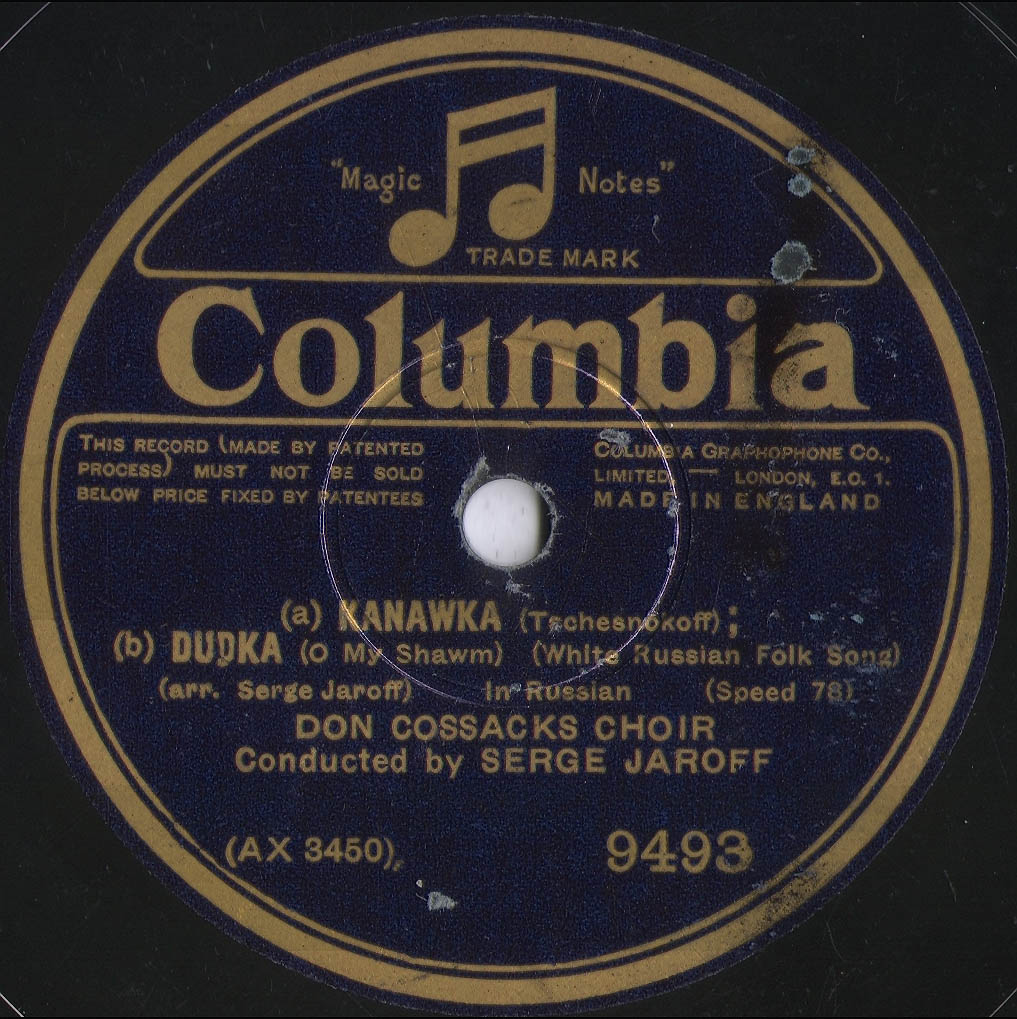 "Magic Notes"
TRADE MARK
Columbia
THIS RECORD (MADE BY PATENTED
PROCESS) MUST NOT BE SOLD
BELOW PRICE FIXED BY PATENTEES
COLUMBIA GRAPHOPHONE CO.,
LIMITED — LONDON, E.C. 1.
MADE IN ENGLAND
(a) KANAWKA (Tschesnokoff);
(b) DUDKA (O My Shawm) (White Russian Folk Song)
(arr. Serge Jaroff) In Russian (Speed 78)
DON COSSACKS CHOIR
Conducted by SERGE JAROFF
(AX 3450)
9493